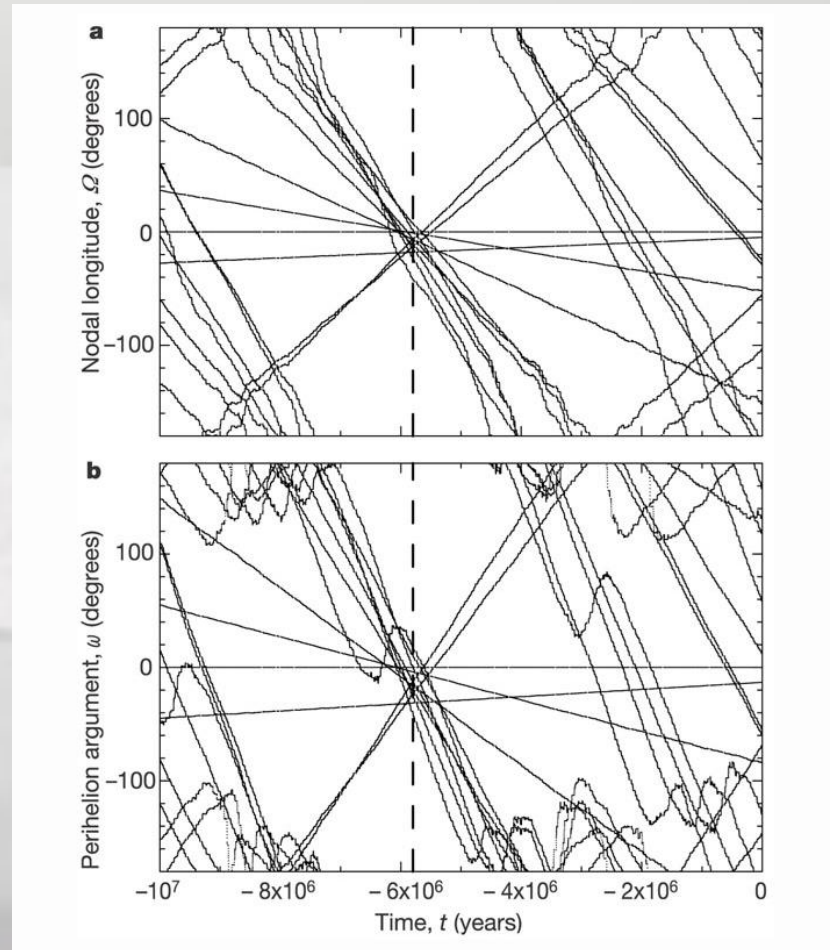 a
Nodal longitude, Ω (degrees)
100
0
−100
b
Perihelion argument, ω (degrees)
100
0
−100
−10⁷
− 8x10⁶
− 6x10⁶
− 4x10⁶
− 2x10⁶
0
Time, t (years)